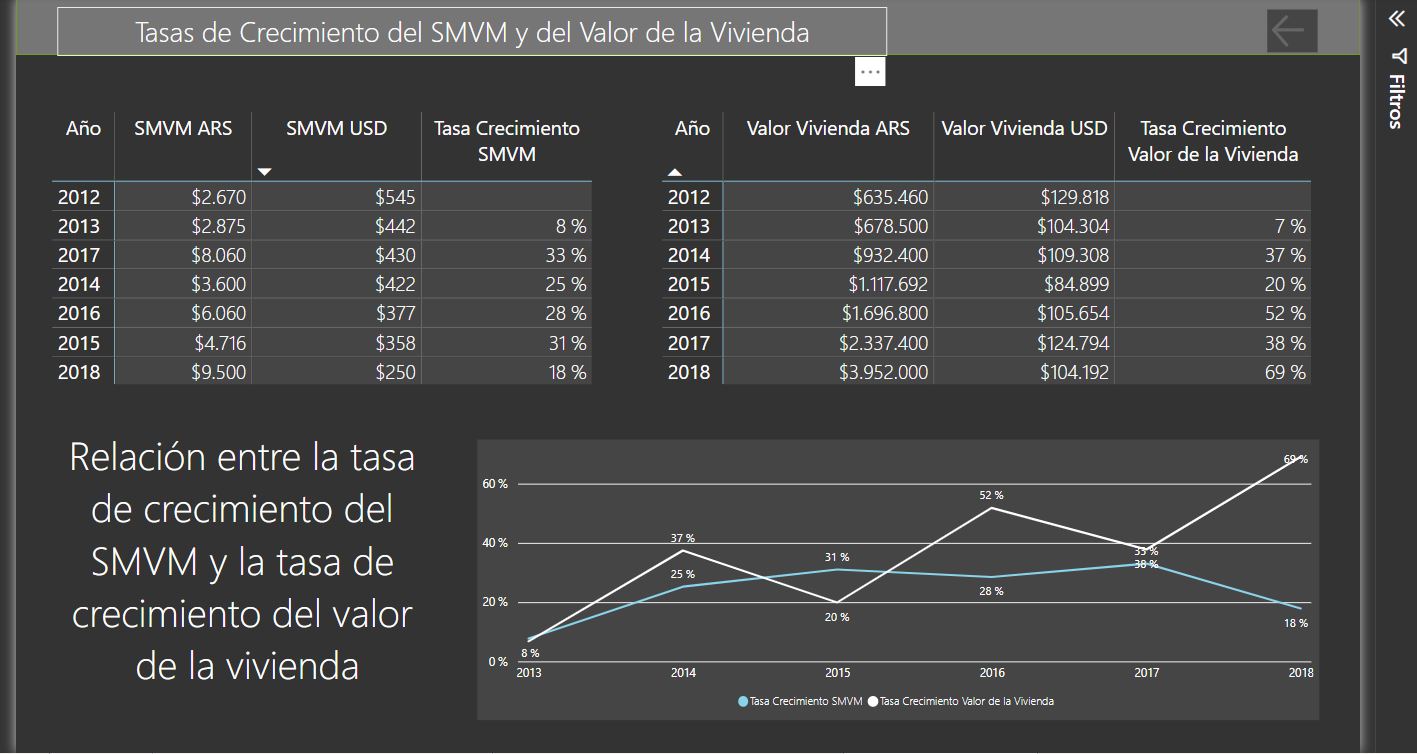 Tasas de Crecimiento del SMVM y del Valor de la Vivienda
Filtros
Año SMVM ARS SMVM USD Tasa Crecimiento
SMVM
2012 $2.670 $545
2013 $2.875 $442 8 %
2017 $8.060 $430 33 %
2014 $3.600 $422 25 %
2016 $6.060 $377 28 %
2015 $4.716 $358 31 %
2018 $9.500 $250 18 %
Año Valor Vivienda ARS Valor Vivienda USD Tasa Crecimiento
Valor de la Vivienda
2012 $635.460 $129.818
2013 $678.500 $104.304 7 %
2014 $932.400 $109.308 37 %
2015 $1.117.692 $84.899 20 %
2016 $1.696.800 $105.654 52 %
2017 $2.337.400 $124.794 38 %
2018 $3.952.000 $104.192 69 %
Relación entre la tasa
de crecimiento del
SMVM y la tasa de
crecimiento del valor
de la vivienda
69 %
60 %
52 %
40 %
37 %
31 %
33 %
38 %
25 %
28 %
20 %
20 %
18 %
8 %
0 %
2013 2014 2015 2016 2017 2018
Tasa Crecimiento SMVM Tasa Crecimiento Valor de la Vivienda